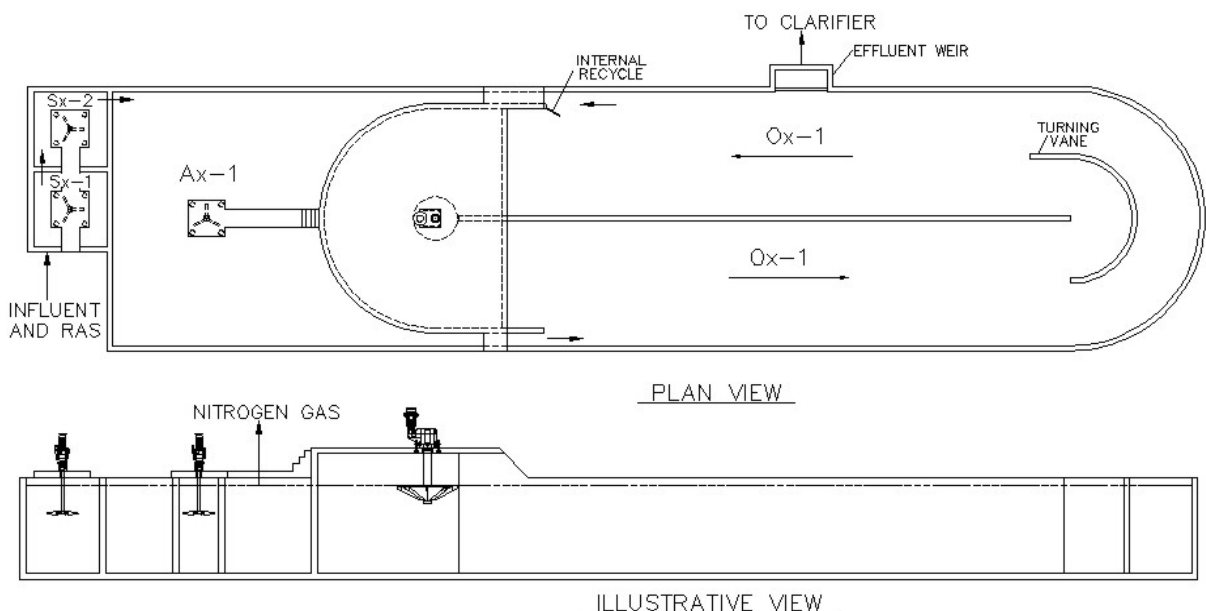 TO CLARIFIER
EFFLUENT WEIR
INTERNAL
RECYCLE
Sx-2
Ox-1
TURNING
VANE
Sx-1
Ax-1
Ox-1
INFLUENT
AND RAS
PLAN VIEW
NITROGEN GAS
ILLUSTRATIVE VIEW